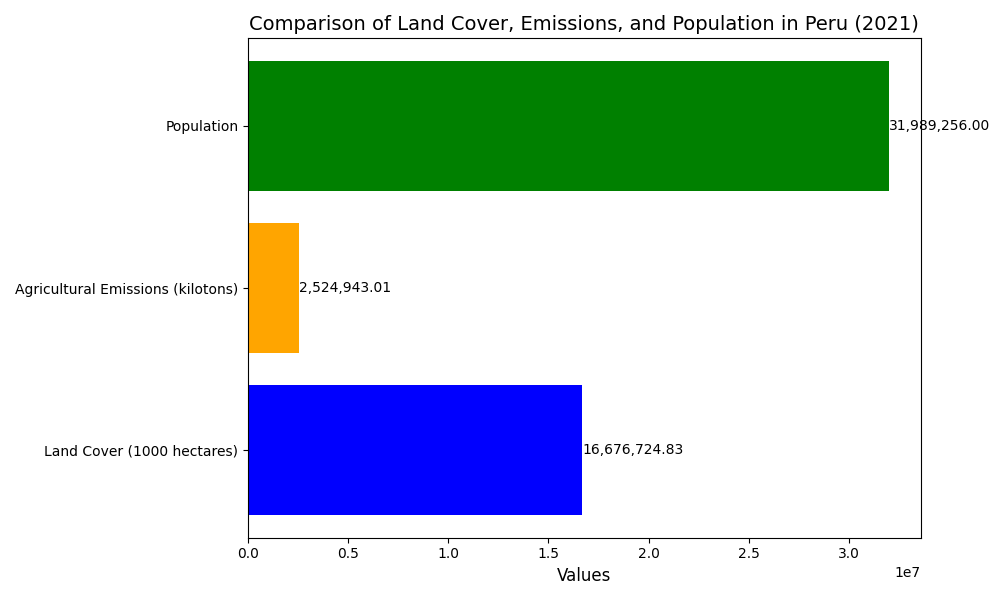 Comparison of Land Cover, Emissions, and Population in Peru (2021)
Population
31,989,256.00
Agricultural Emissions (kilotons)
2,524,943.01
Land Cover (1000 hectares)
16,676,724.83
0.0 0.5 1.0 1.5 2.0 2.5 3.0
1e7
Values